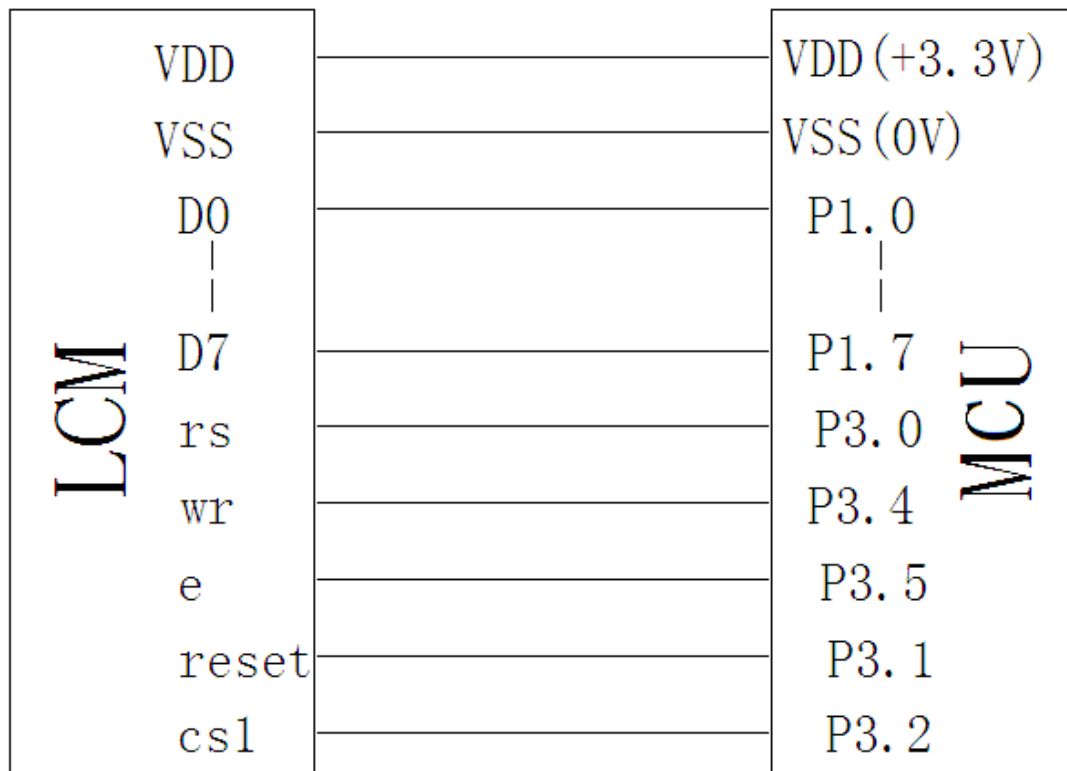 VDD VDD(+3.3V)
VSS VSS(0V)
D0 P1.0
D7 P1.7
rs P3.0
wr P3.4
e P3.5
reset P3.1
csl P3.2
LCM
MCU